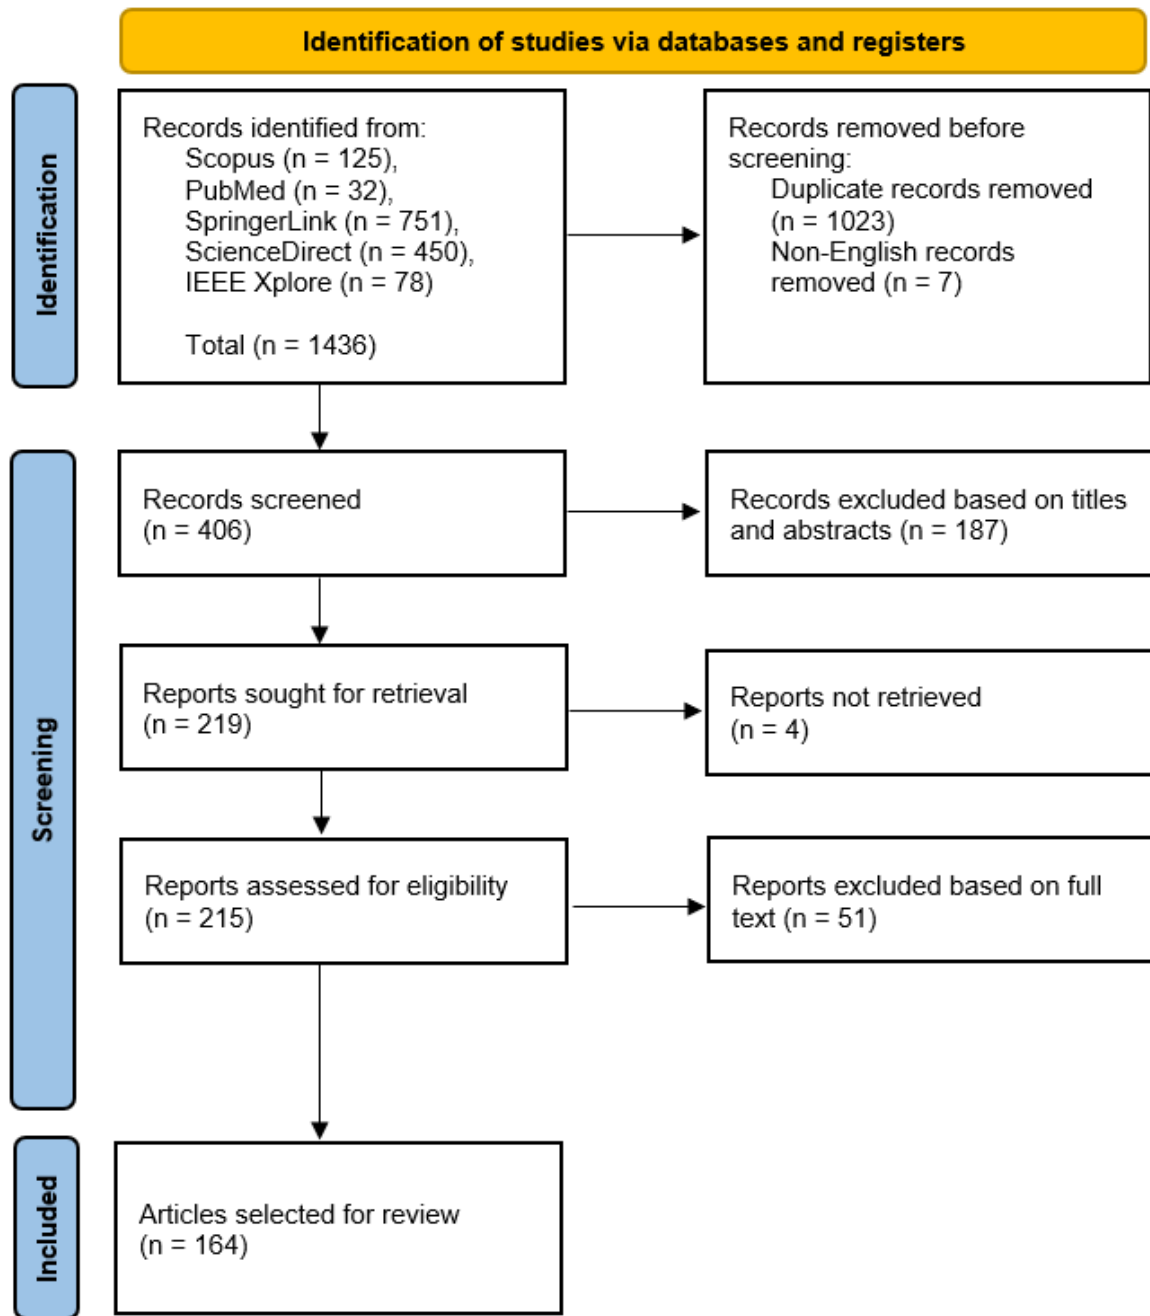 Identification of studies via databases and registers
Identification
Records identified from:
Scopus (n = 125),
PubMed (n = 32),
SpringerLink (n = 751),
ScienceDirect (n = 450),
IEEE Xplore (n = 78)
Total (n = 1436)
Records removed before
screening:
Duplicate records removed
(n = 1023)
Non-English records
removed (n = 7)
Screening
Records screened
(n = 406)
Records excluded based on titles
and abstracts (n = 187)
Reports sought for retrieval
(n = 219)
Reports not retrieved
(n = 4)
Reports assessed for eligibility
(n = 215)
Reports excluded based on full
text (n = 51)
Included
Articles selected for review
(n = 164)